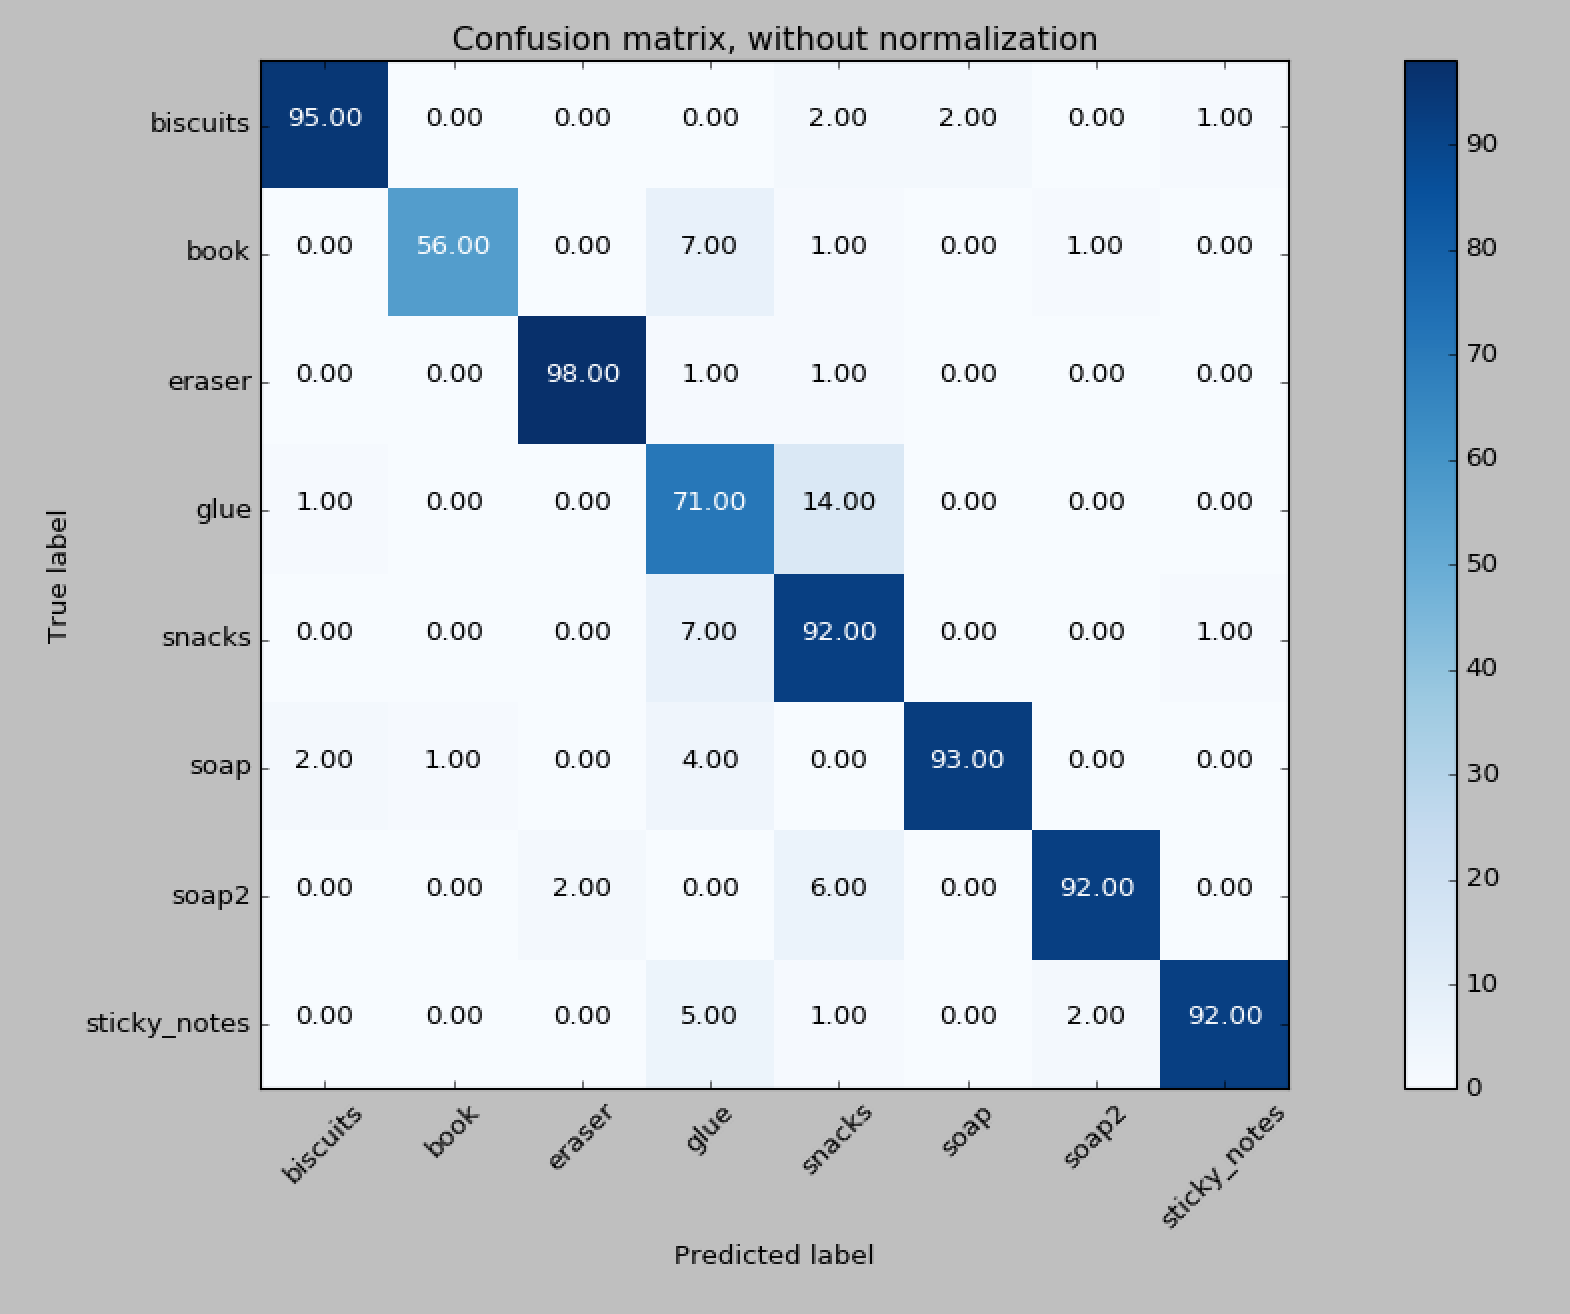 Confusion matrix, without normalization
biscuits 95.00 0.00 0.00 0.00 2.00 2.00 0.00 1.00
book 0.00 56.00 0.00 7.00 1.00 0.00 1.00 0.00
eraser 0.00 0.00 98.00 1.00 1.00 0.00 0.00 0.00
glue 1.00 0.00 0.00 71.00 14.00 0.00 0.00 0.00
snacks 0.00 0.00 0.00 7.00 92.00 0.00 0.00 1.00
soap 2.00 1.00 0.00 4.00 0.00 93.00 0.00 0.00
soap2 0.00 0.00 2.00 0.00 6.00 0.00 92.00 0.00
sticky_notes 0.00 0.00 0.00 5.00 1.00 0.00 2.00 92.00
True label
biscuits book eraser glue snacks soap soap2 sticky_notes
Predicted label
90
80
70
60
50
40
30
20
10
0